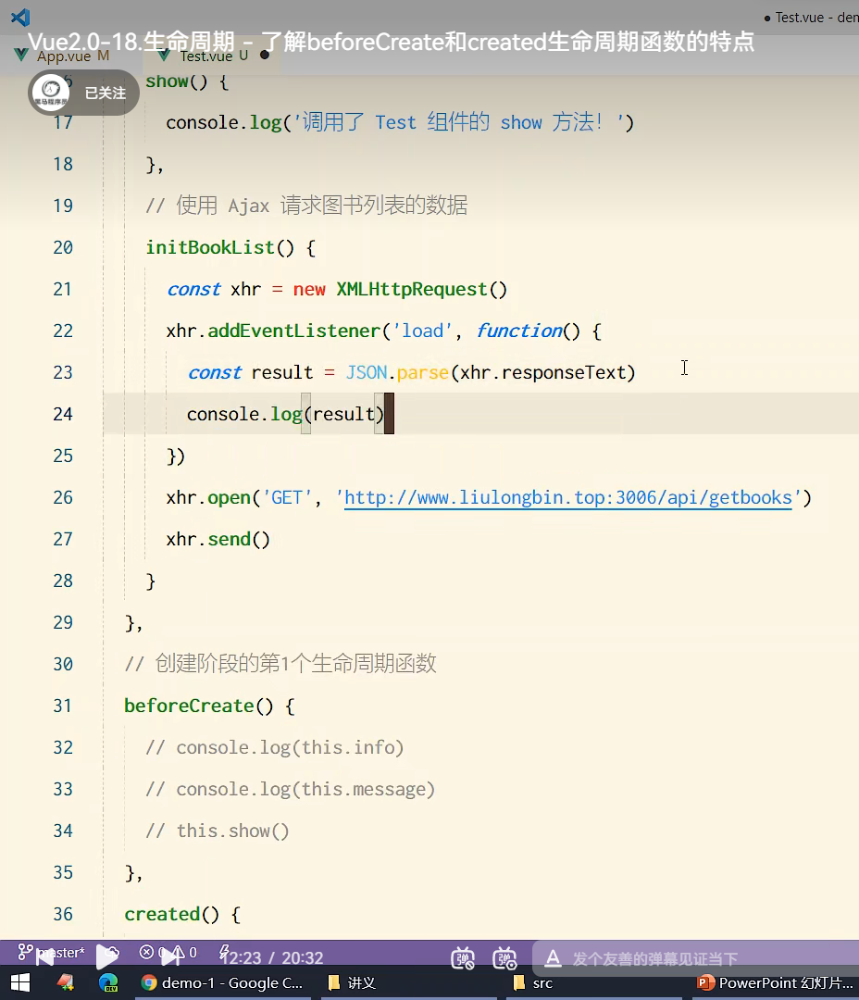 ● Test.vue - den
Vue2.0-18.生命周期 - 了解beforeCreate和created生命周期函数的特点
App.vue M Test.vue U ●
黑马程序员 已关注
16 show() {
17 console.log('调用了 Test 组件的 show 方法！')
18 },
19 // 使用 Ajax 请求图书列表的数据
20 initBookList() {
21 const xhr = new XMLHttpRequest()
22 xhr.addEventListener('load', function() {
23 const result = JSON.parse(xhr.responseText)
24 console.log(result)
25 })
26 xhr.open('GET', 'http://www.liulongbin.top:3006/api/getbooks')
27 xhr.send()
28 }
29 },
30 // 创建阶段的第1个生命周期函数
31 beforeCreate() {
32 // console.log(this.info)
33 // console.log(this.message)
34 // this.show()
35 },
36 created() {
master* 0 0 12:23 / 20:32 弹 弹 A 发个友善的弹幕见证当下
DEV demo-1 - Google C... 讲义 src PowerPoint 幻灯片...